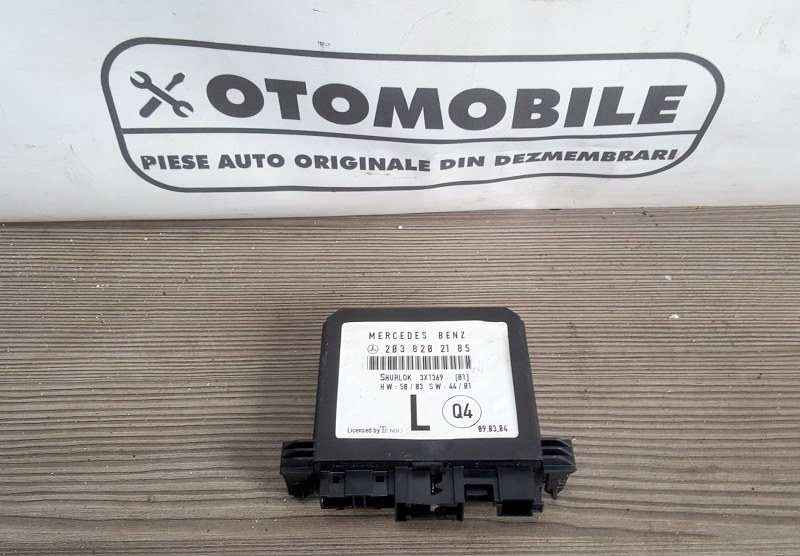 OTOMOBILE
PIESE AUTO ORIGINALE DIN DEZMEMBRARI
MERCEDES BENZ
203 820 21 85
SHURLOK 3X1369 [01]
HW: 50/03 SW: 44/01
L Q4
Licensed by
09.03.04